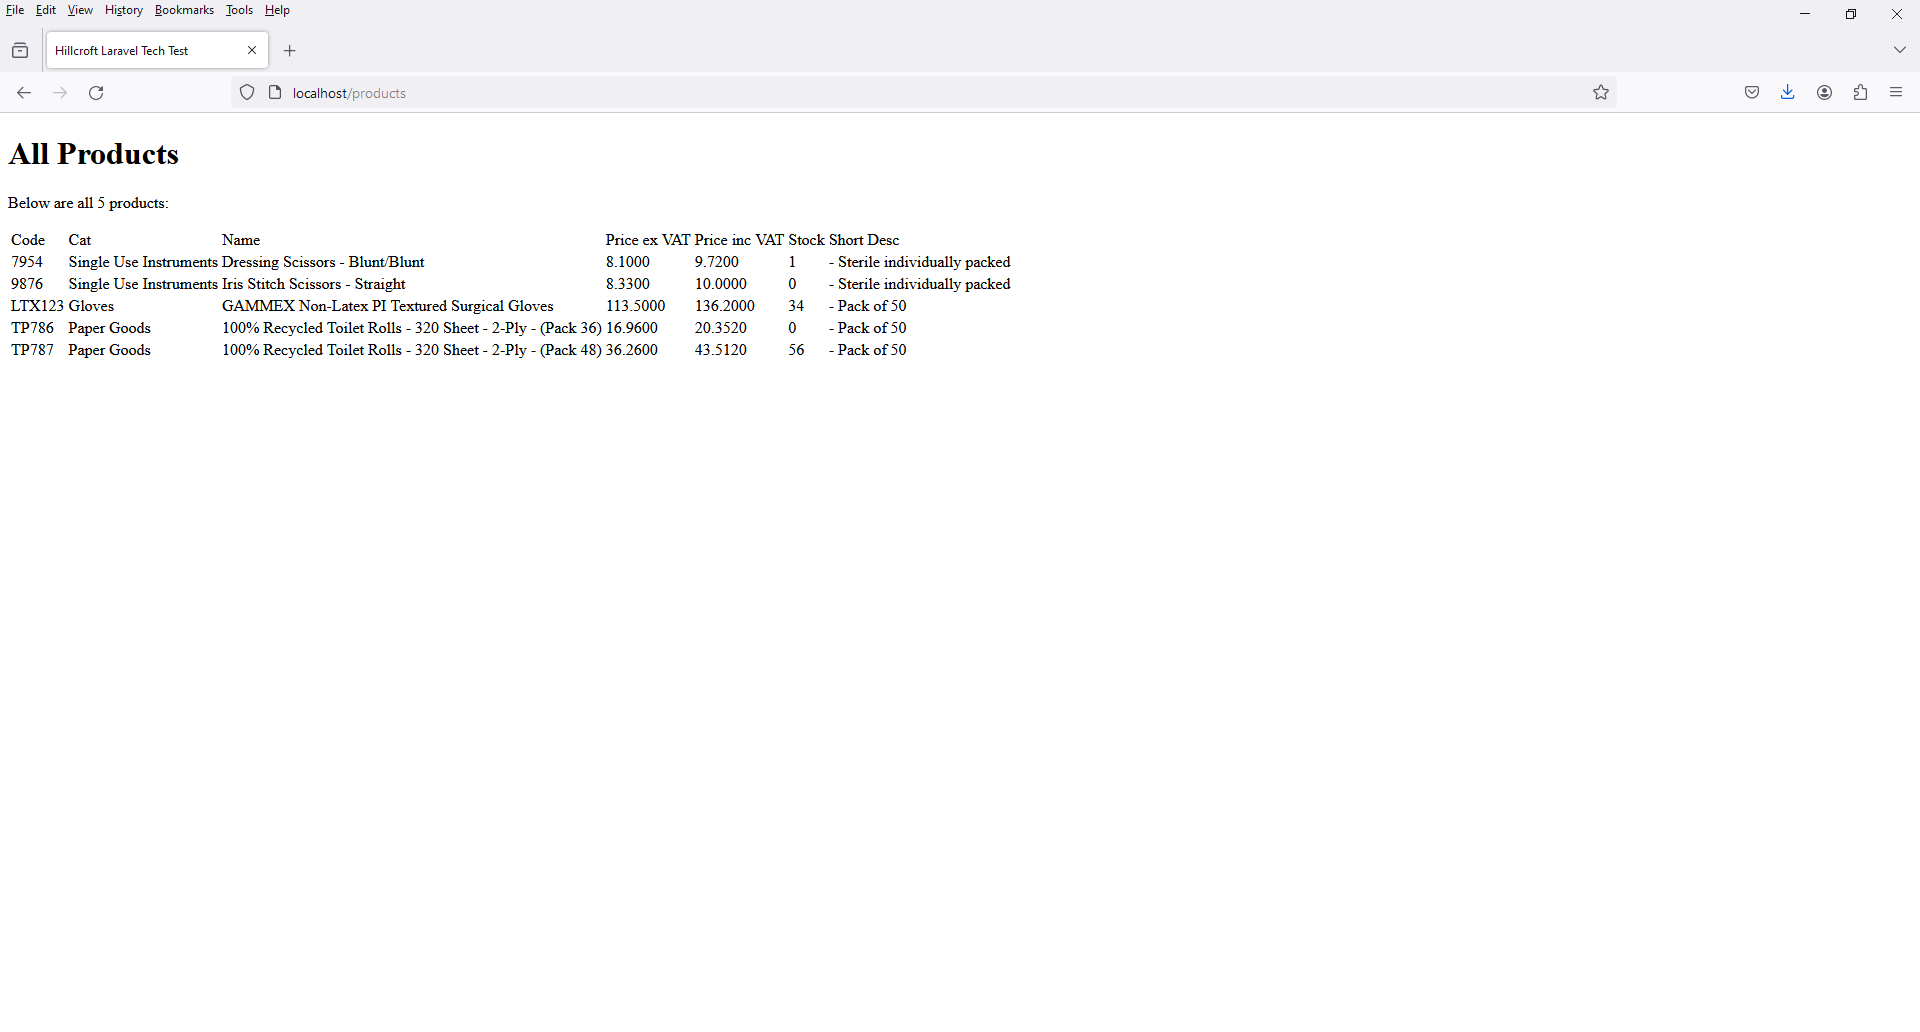 File Edit View History Bookmarks Tools Help
Hillcroft Laravel Tech Test
localhost/products
All Products
Below are all 5 products:
Code Cat Name Price ex VAT Price inc VAT Stock Short Desc
7954 Single Use Instruments Dressing Scissors - Blunt/Blunt 8.1000 9.7200 1 - Sterile individually packed
9876 Single Use Instruments Iris Stitch Scissors - Straight 8.3300 10.0000 0 - Sterile individually packed
LTX123 Gloves GAMMEX Non-Latex PI Textured Surgical Gloves 113.5000 136.2000 34 - Pack of 50
TP786 Paper Goods 100% Recycled Toilet Rolls - 320 Sheet - 2-Ply - (Pack 36) 16.9600 20.3520 0 - Pack of 50
TP787 Paper Goods 100% Recycled Toilet Rolls - 320 Sheet - 2-Ply - (Pack 48) 36.2600 43.5120 56 - Pack of 50